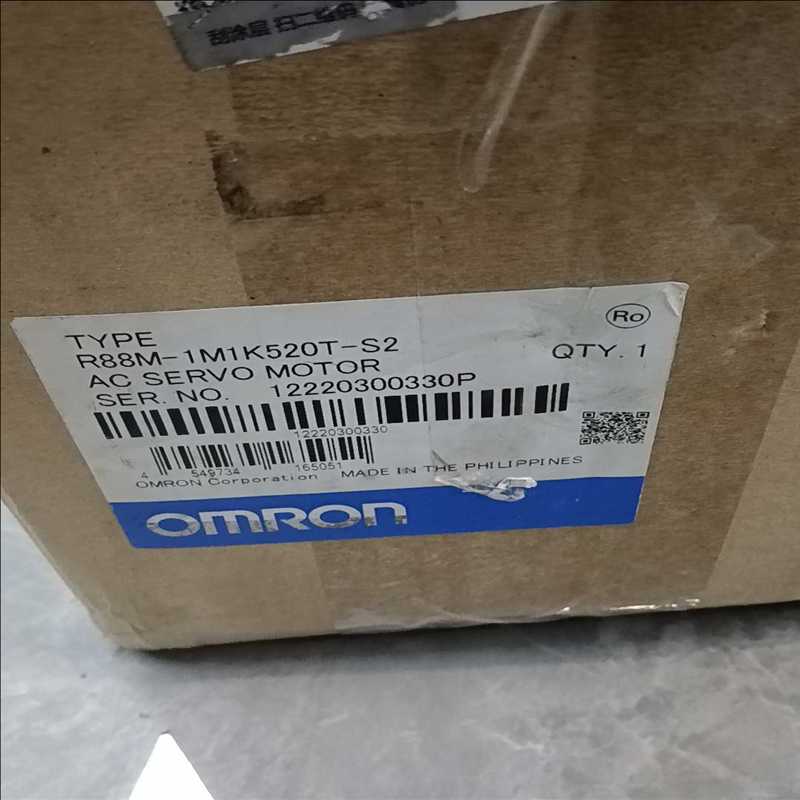 TYPE
R88M-1M1K520T-S2
AC SERVO MOTOR
SER. NO. 12220300330P
Ro
QTY. 1
12220300330
4 549734 165051
OMRON Corporation MADE IN THE PHILIPPINES
OMRON